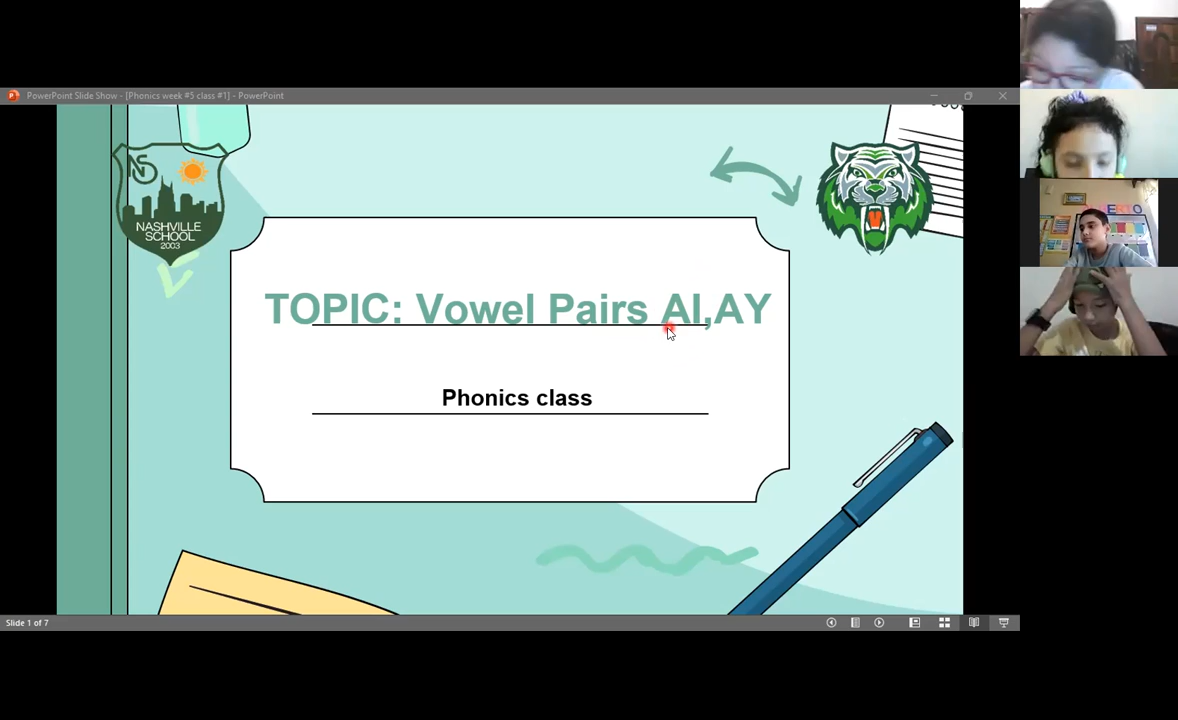 PowerPoint Slide Show - [Phonics week #5 class #1] - PowerPoint
NS
NASHVILLE
SCHOOL
2003
TOPIC: Vowel Pairs AI,AY
Phonics class
Slide 1 of 7